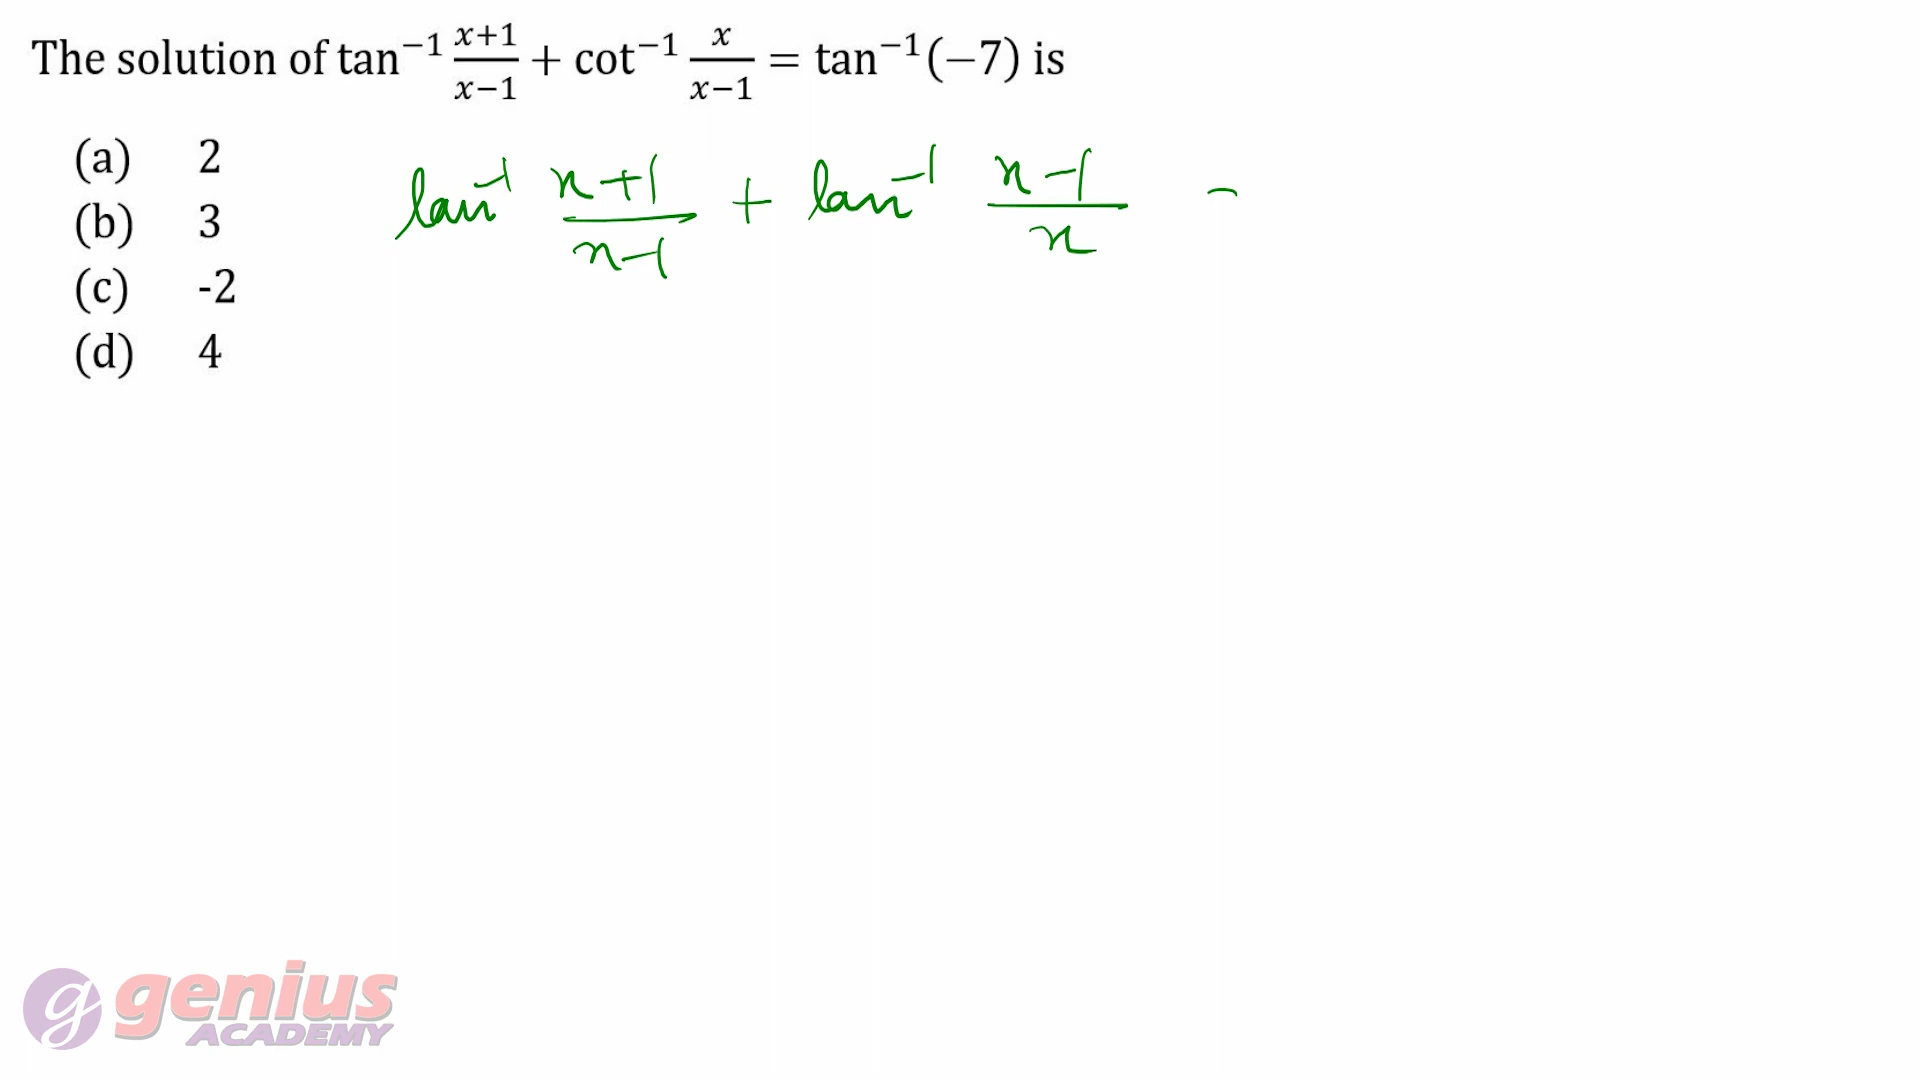 The solution of tan⁻¹ (x+1)/(x−1) + cot⁻¹ x/(x−1) = tan⁻¹(−7) is
(a) 2
(b) 3
(c) -2
(d) 4
tan⁻¹ (x+1)/(x-1) + tan⁻¹ (x-1)/x -
genius
ACADEMY